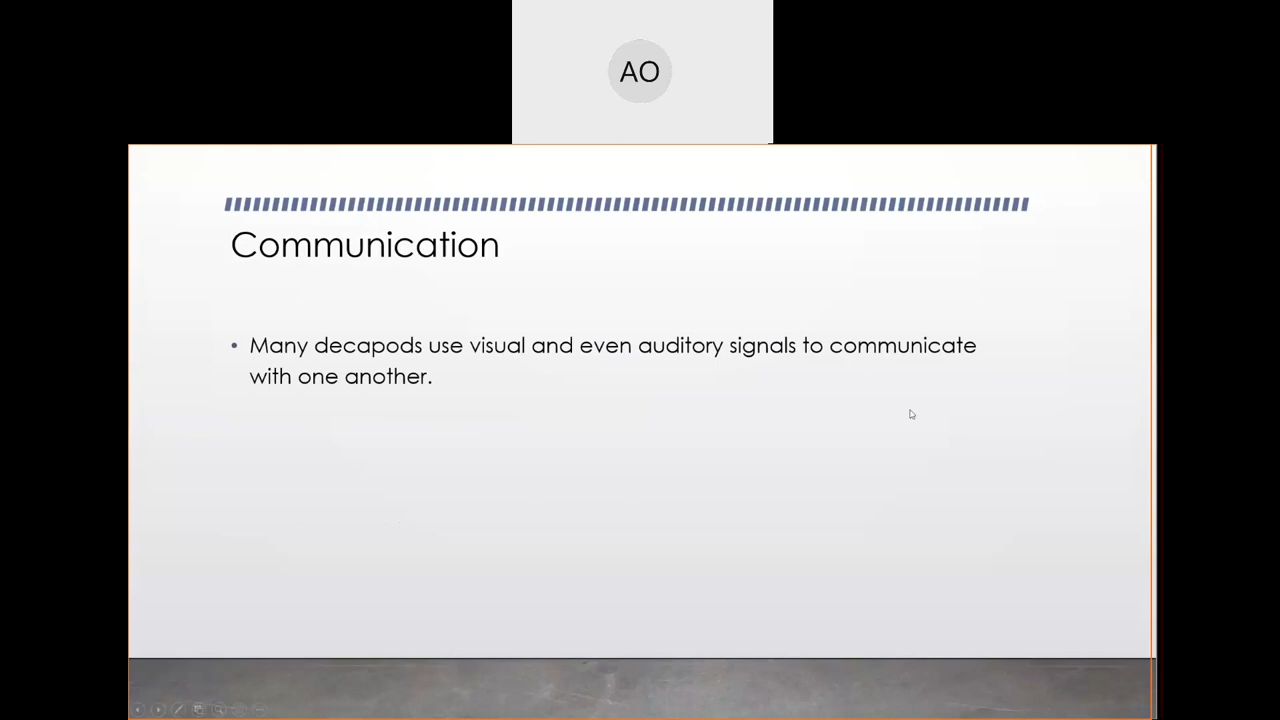 AO
Communication
• Many decapods use visual and even auditory signals to communicate
with one another.